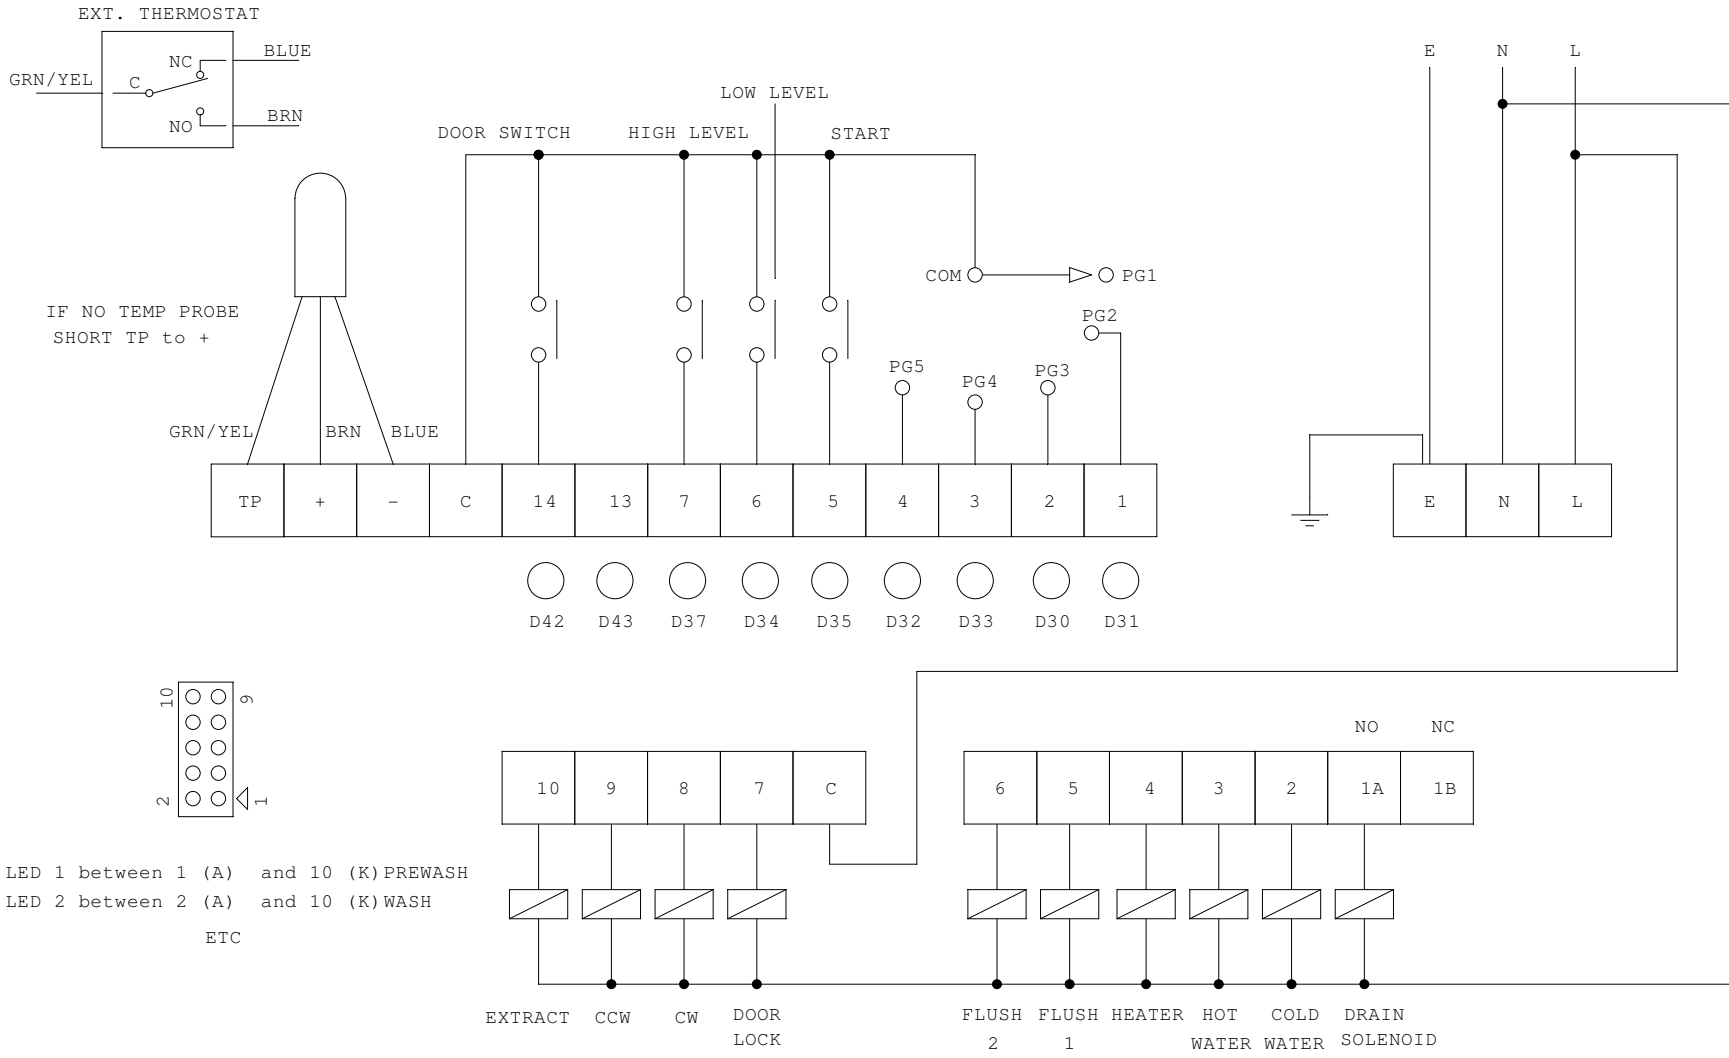 EXT. THERMOSTAT
NC
BLUE
GRN/YEL
C
NO
BRN
E N L
LOW LEVEL
DOOR SWITCH HIGH LEVEL START
COM
PG1
PG2
IF NO TEMP PROBE
SHORT TP to +
PG5
PG4
PG3
GRN/YEL BRN BLUE
TP + - C 14 13 7 6 5 4 3 2 1
E N L
D42 D43 D37 D34 D35 D32 D33 D30 D31
10 9
2 1
NO NC
10 9 8 7 C
6 5 4 3 2 1A 1B
LED 1 between 1 (A) and 10 (K) PREWASH
LED 2 between 2 (A) and 10 (K) WASH
ETC
EXTRACT CCW CW DOOR
LOCK
FLUSH FLUSH HEATER HOT COLD DRAIN
2 1 WATER WATER SOLENOID